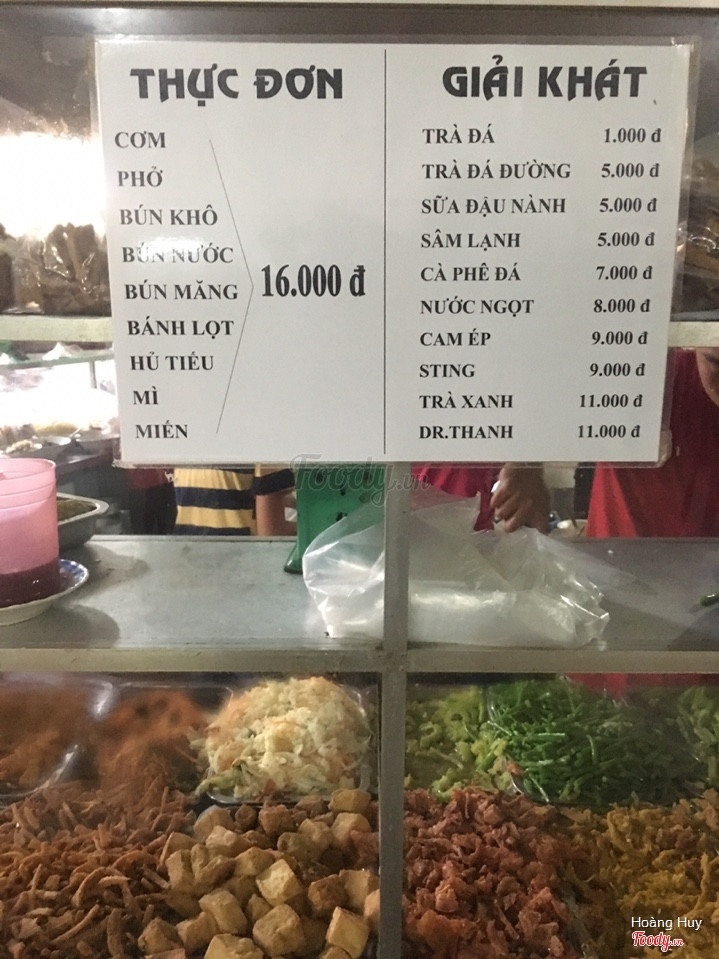 THỰC ĐƠN
CƠM
PHỞ
BÚN KHÔ
BÚN NƯỚC
BÚN MĂNG
BÁNH LỌT
HỦ TIẾU
MÌ
MIẾN
16.000 đ
GIẢI KHÁT
TRÀ ĐÁ 1.000 đ
TRÀ ĐÁ ĐƯỜNG 5.000 đ
SỮA ĐẬU NÀNH 5.000 đ
SÂM LẠNH 5.000 đ
CÀ PHÊ ĐÁ 7.000 đ
NƯỚC NGỌT 8.000 đ
CAM ÉP 9.000 đ
STING 9.000 đ
TRÀ XANH 11.000 đ
DR.THANH 11.000 đ
Foody.vn
Hoàng Huy
Foody.vn